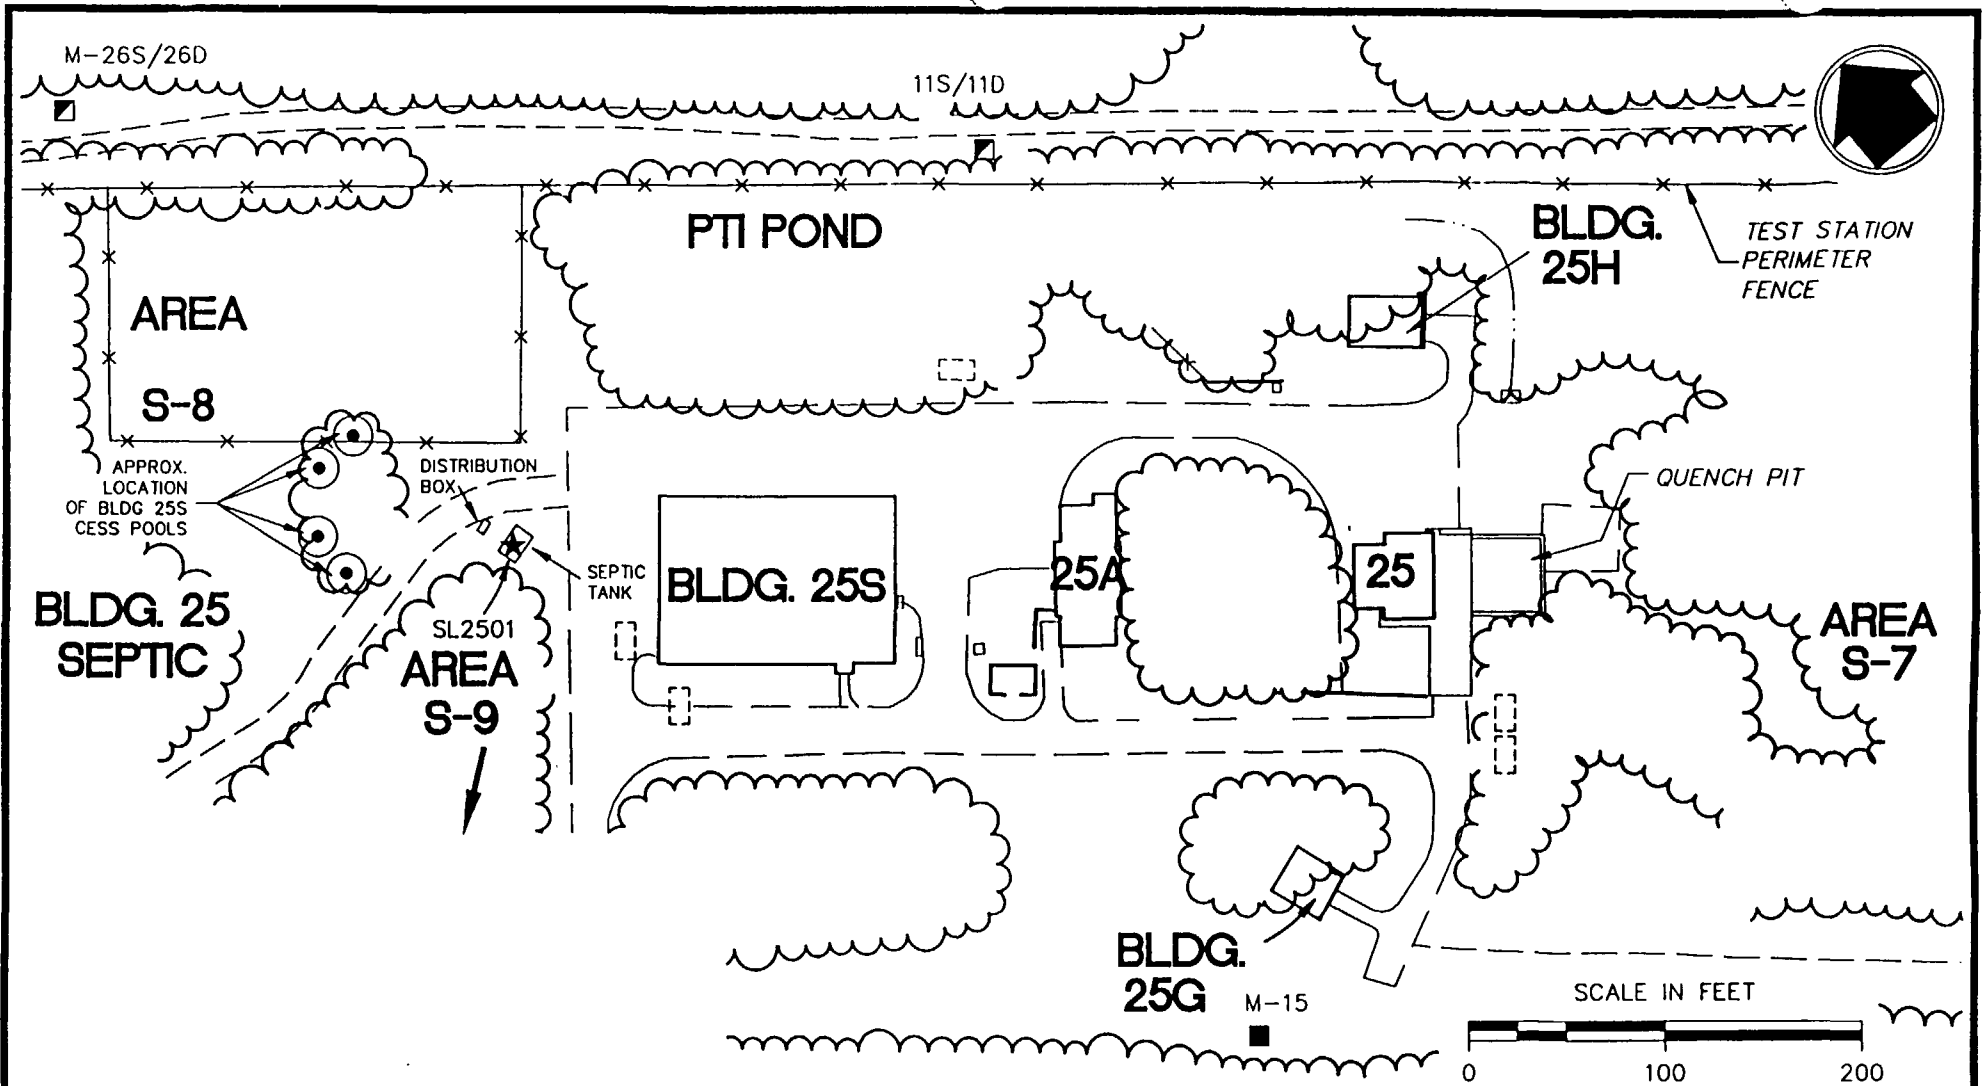 M-26S/26D
11S/11D
PTI POND
BLDG.
25H
TEST STATION
PERIMETER
FENCE
AREA
S-8
APPROX.
LOCATION
OF BLDG 25S
CESS POOLS
DISTRIBUTION
BOX
QUENCH PIT
SEPTIC
TANK
BLDG. 25S
25A
25
BLDG. 25
SEPTIC
SL2501
AREA
S-9
AREA
S-7
BLDG.
25G
M-15
SCALE IN FEET
0 100 200